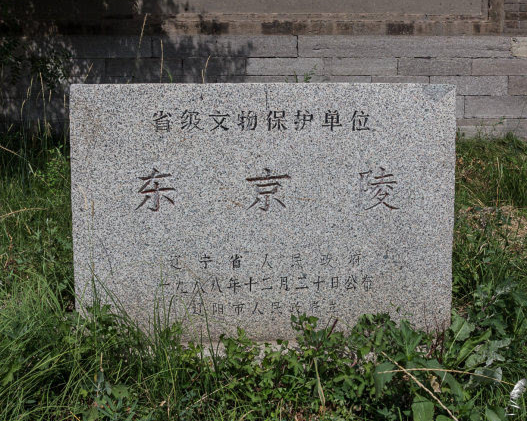 省级文物保护单位
东京陵
辽宁省人民政府
一九八八年十二月二十日公布
辽阳市人民政府立